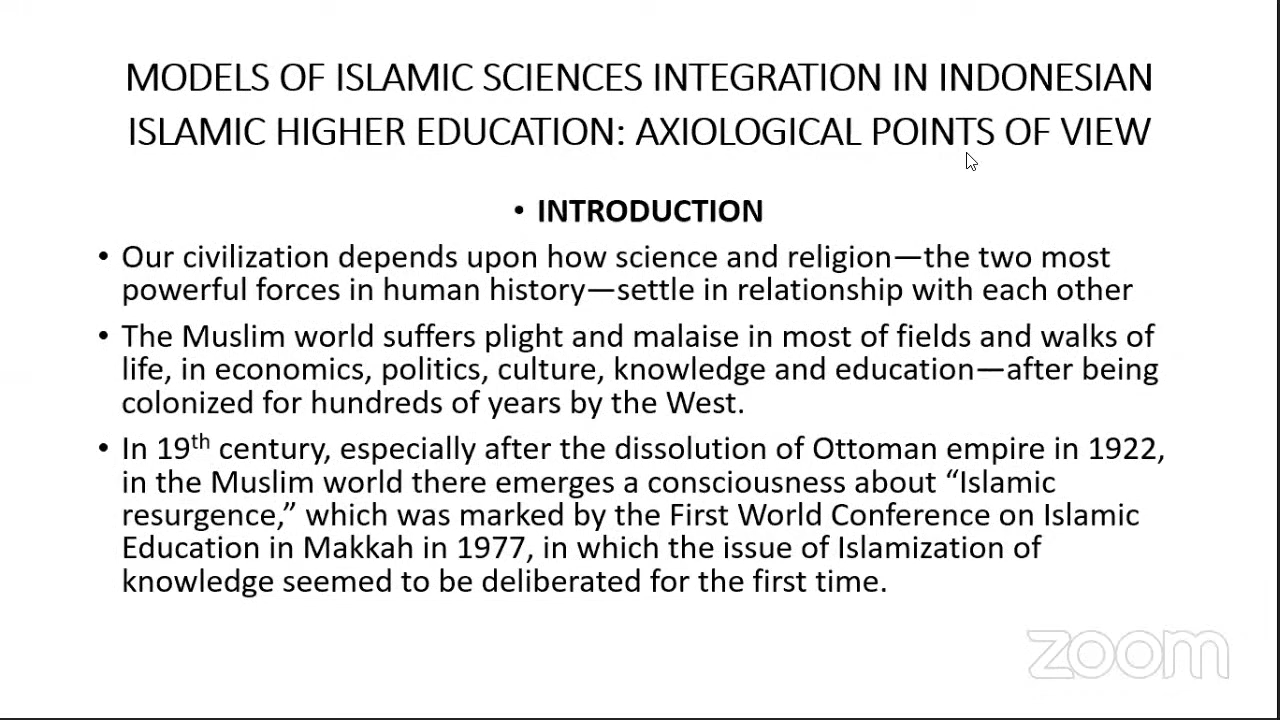 MODELS OF ISLAMIC SCIENCES INTEGRATION IN INDONESIAN
ISLAMIC HIGHER EDUCATION: AXIOLOGICAL POINTS OF VIEW
• INTRODUCTION
• Our civilization depends upon how science and religion—the two most
powerful forces in human history—settle in relationship with each other
• The Muslim world suffers plight and malaise in most of fields and walks of
life, in economics, politics, culture, knowledge and education—after being
colonized for hundreds of years by the West.
• In 19th century, especially after the dissolution of Ottoman empire in 1922,
in the Muslim world there emerges a consciousness about “Islamic
resurgence,” which was marked by the First World Conference on Islamic
Education in Makkah in 1977, in which the issue of Islamization of
knowledge seemed to be deliberated for the first time.
zoom